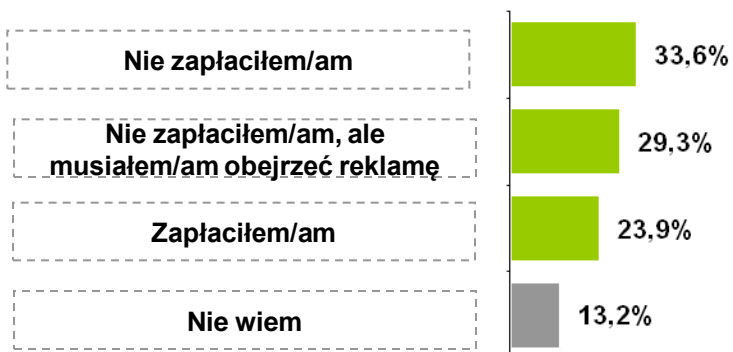 Nie zapłaciłem/am
33,6%
Nie zapłaciłem/am, ale
musiałem/am obejrzeć reklamę
29,3%
Zapłaciłem/am
23,9%
Nie wiem
13,2%